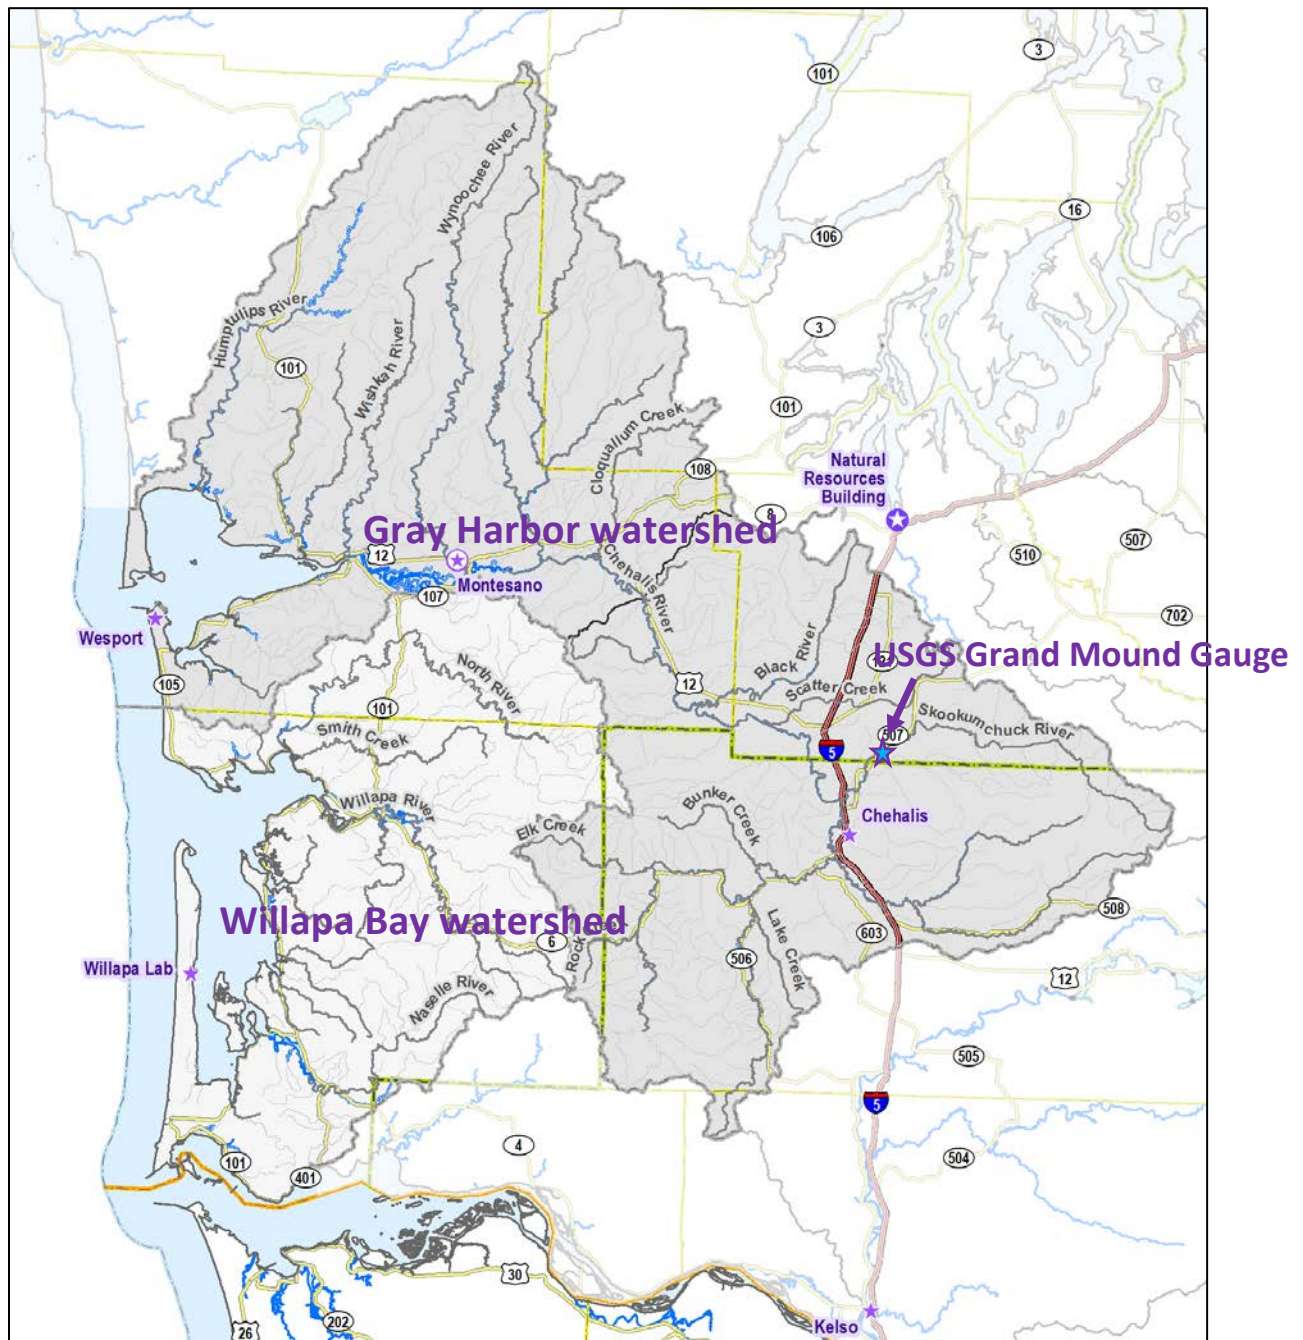 3
101
Wynoochee River
16
106
Humptulips River
3
101
Wishkah River
101
Cloquallum Creek
108
Natural
Resources
Building
8
Gray Harbor watershed
12
Montesano
107
Chehalis River
510
507
702
Wesport
105
North River
Black River
USGS Grand Mound Gauge
12
Scatter Creek
Skookumchuck River
101
Smith Creek
507
5
Willapa River
Bunker Creek
Elk Creek
Chehalis
Willapa Bay watershed
6
Rock
Lake Creek
508
603
506
Willapa Lab
12
Naselle River
505
5
4
101
401
504
30
202
26
Kelso